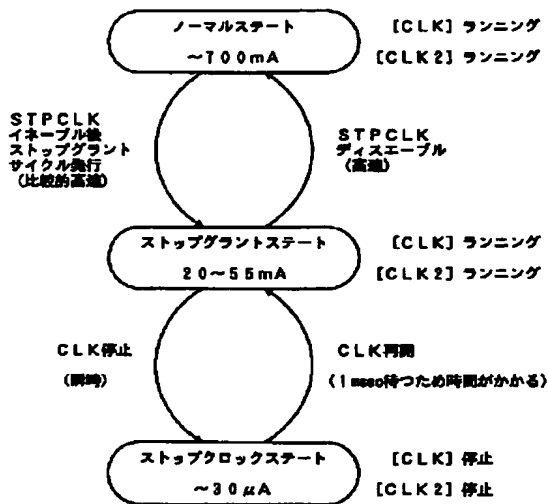 ノーマルステート
~700mA
[CLK] ランニング
[CLK2] ランニング
STPCLK
イネーブル後
ストップグラント
サイクル発行
(比較的高速)
STPCLK
ディスエーブル
(高速)
ストップグラントステート
20~55mA
[CLK] ランニング
[CLK2] ランニング
CLK停止
(瞬時)
CLK再開
(1msec待つため時間がかかる)
ストップクロックステート
~30μA
[CLK] 停止
[CLK2] 停止